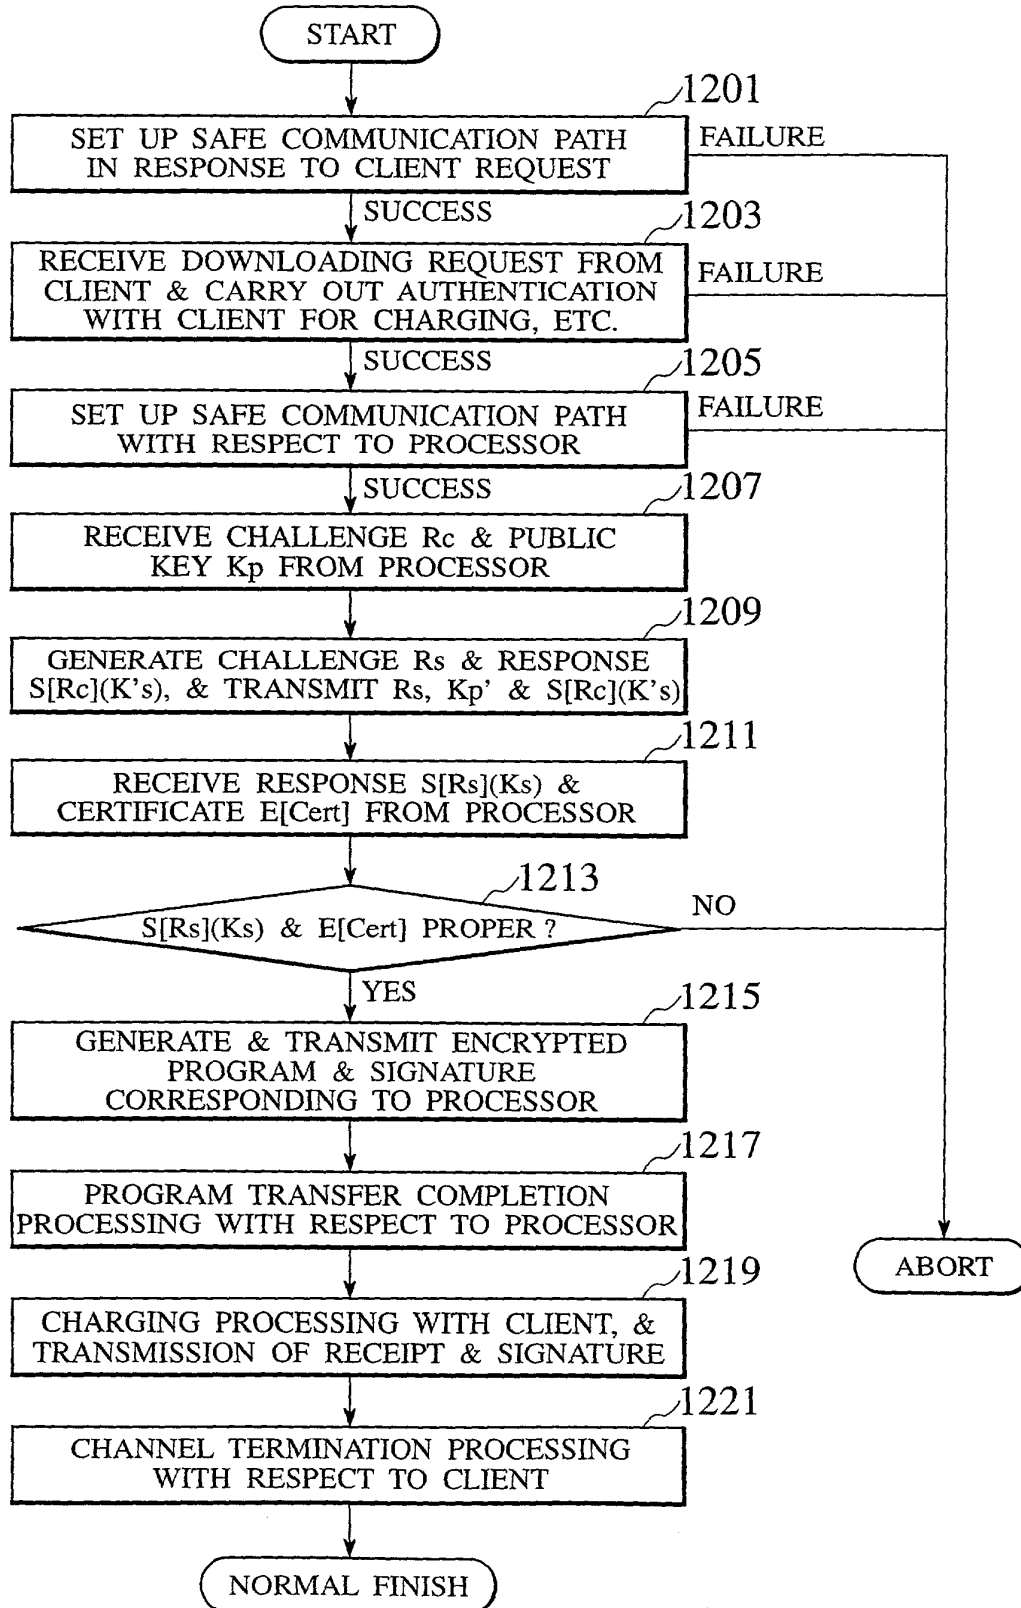 START
1201
SET UP SAFE COMMUNICATION PATH
IN RESPONSE TO CLIENT REQUEST
FAILURE
SUCCESS
1203
RECEIVE DOWNLOADING REQUEST FROM
CLIENT & CARRY OUT AUTHENTICATION
WITH CLIENT FOR CHARGING, ETC.
FAILURE
SUCCESS
1205
SET UP SAFE COMMUNICATION PATH
WITH RESPECT TO PROCESSOR
FAILURE
SUCCESS
1207
RECEIVE CHALLENGE Rc & PUBLIC
KEY Kp FROM PROCESSOR
1209
GENERATE CHALLENGE Rs & RESPONSE
S[Rc](K's), & TRANSMIT Rs, Kp' & S[Rc](K's)
1211
RECEIVE RESPONSE S[Rs](Ks) &
CERTIFICATE E[Cert] FROM PROCESSOR
1213
S[Rs](Ks) & E[Cert] PROPER ?
NO
YES
1215
GENERATE & TRANSMIT ENCRYPTED
PROGRAM & SIGNATURE
CORRESPONDING TO PROCESSOR
1217
PROGRAM TRANSFER COMPLETION
PROCESSING WITH RESPECT TO PROCESSOR
ABORT
1219
CHARGING PROCESSING WITH CLIENT, &
TRANSMISSION OF RECEIPT & SIGNATURE
1221
CHANNEL TERMINATION PROCESSING
WITH RESPECT TO CLIENT
NORMAL FINISH